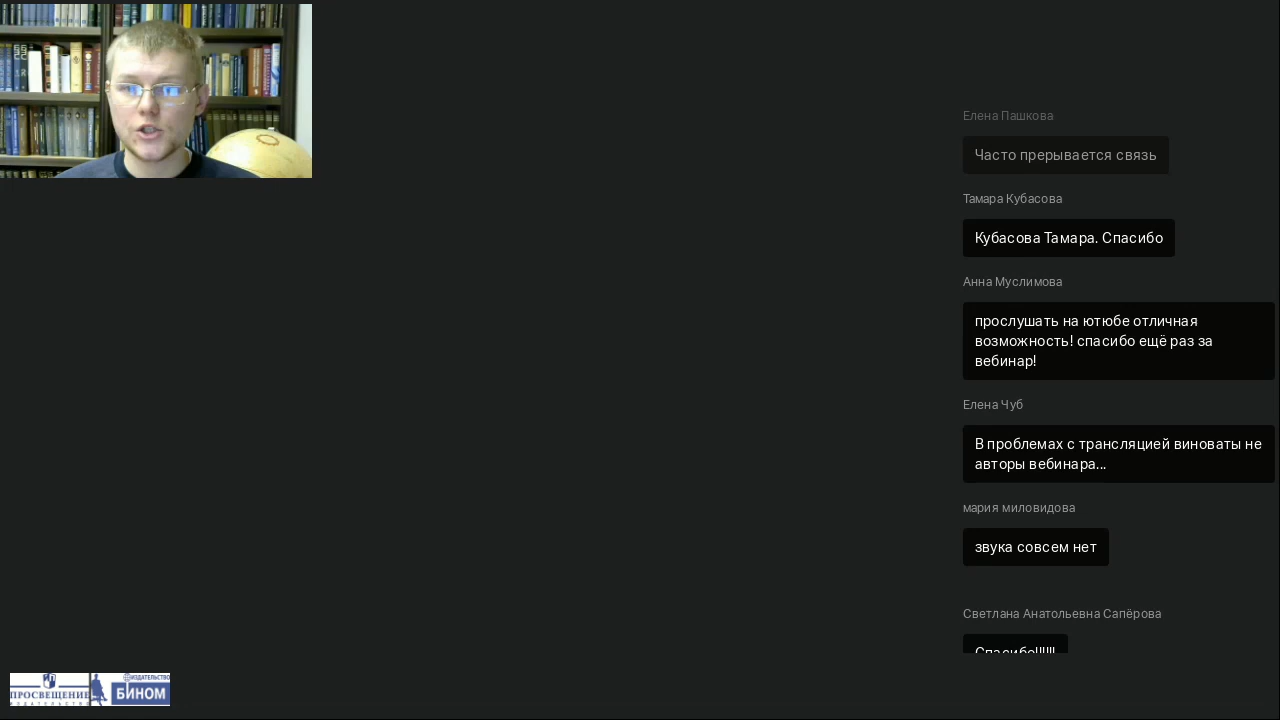 Елена Пашкова
Часто прерывается связь
Тамара Кубасова
Кубасова Тамара. Спасибо
Анна Муслимова
прослушать на ютюбе отличная
возможность! спасибо ещё раз за
вебинар!
Елена Чуб
В проблемах с трансляцией виноваты не
авторы вебинара...
мария миловидова
звука совсем нет
Светлана Анатольевна Сапёрова
Спасибо!!!!!!
ПРОСВЕЩЕНИЕ
ИЗДАТЕЛЬСТВО
ИЗДАТЕЛЬСТВО
БИНОМ